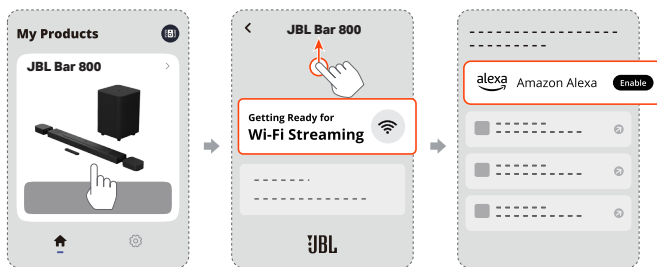 My Products
JBL Bar 800
JBL Bar 800
Getting Ready for
Wi-Fi Streaming
JBL
alexa
Amazon Alexa
Enable